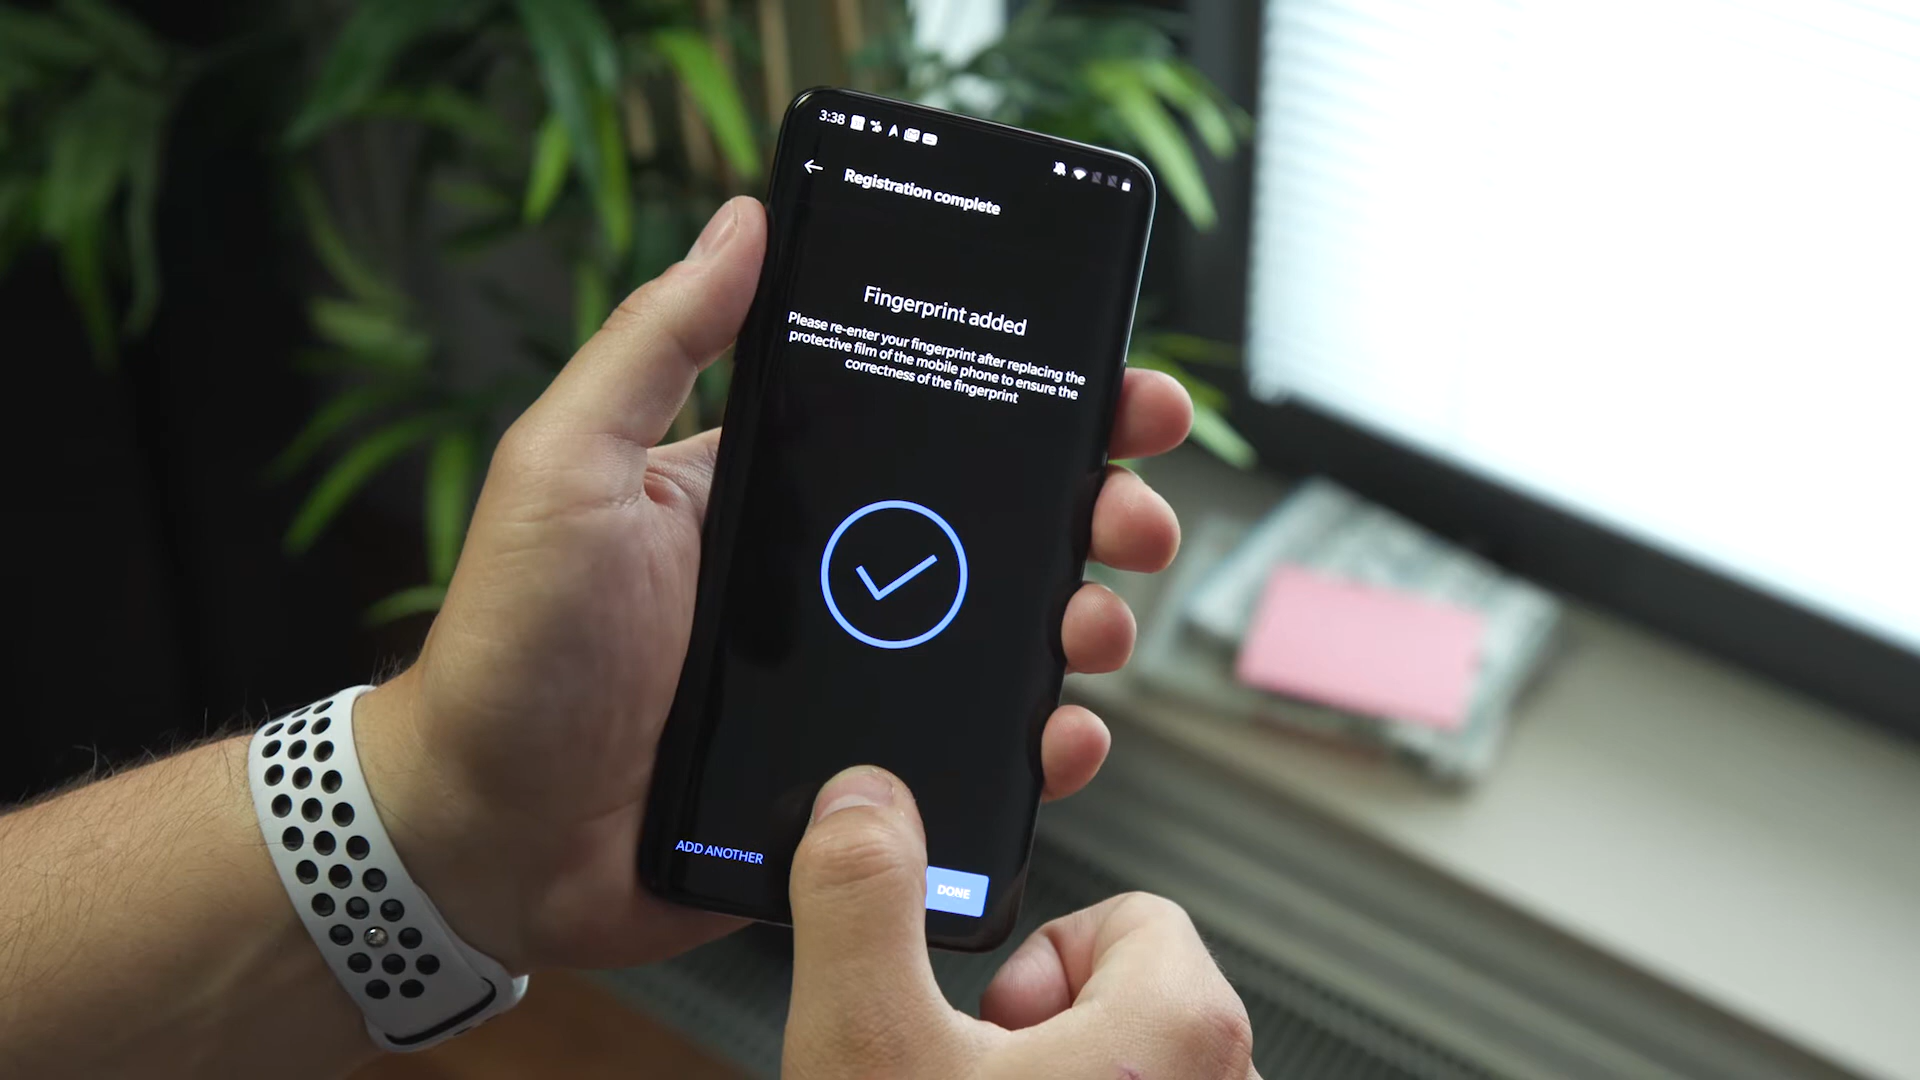 3:38
Registration complete
Fingerprint added
Please re-enter your fingerprint after replacing the
protective film of the mobile phone to ensure the
correctness of the fingerprint
ADD ANOTHER
DONE